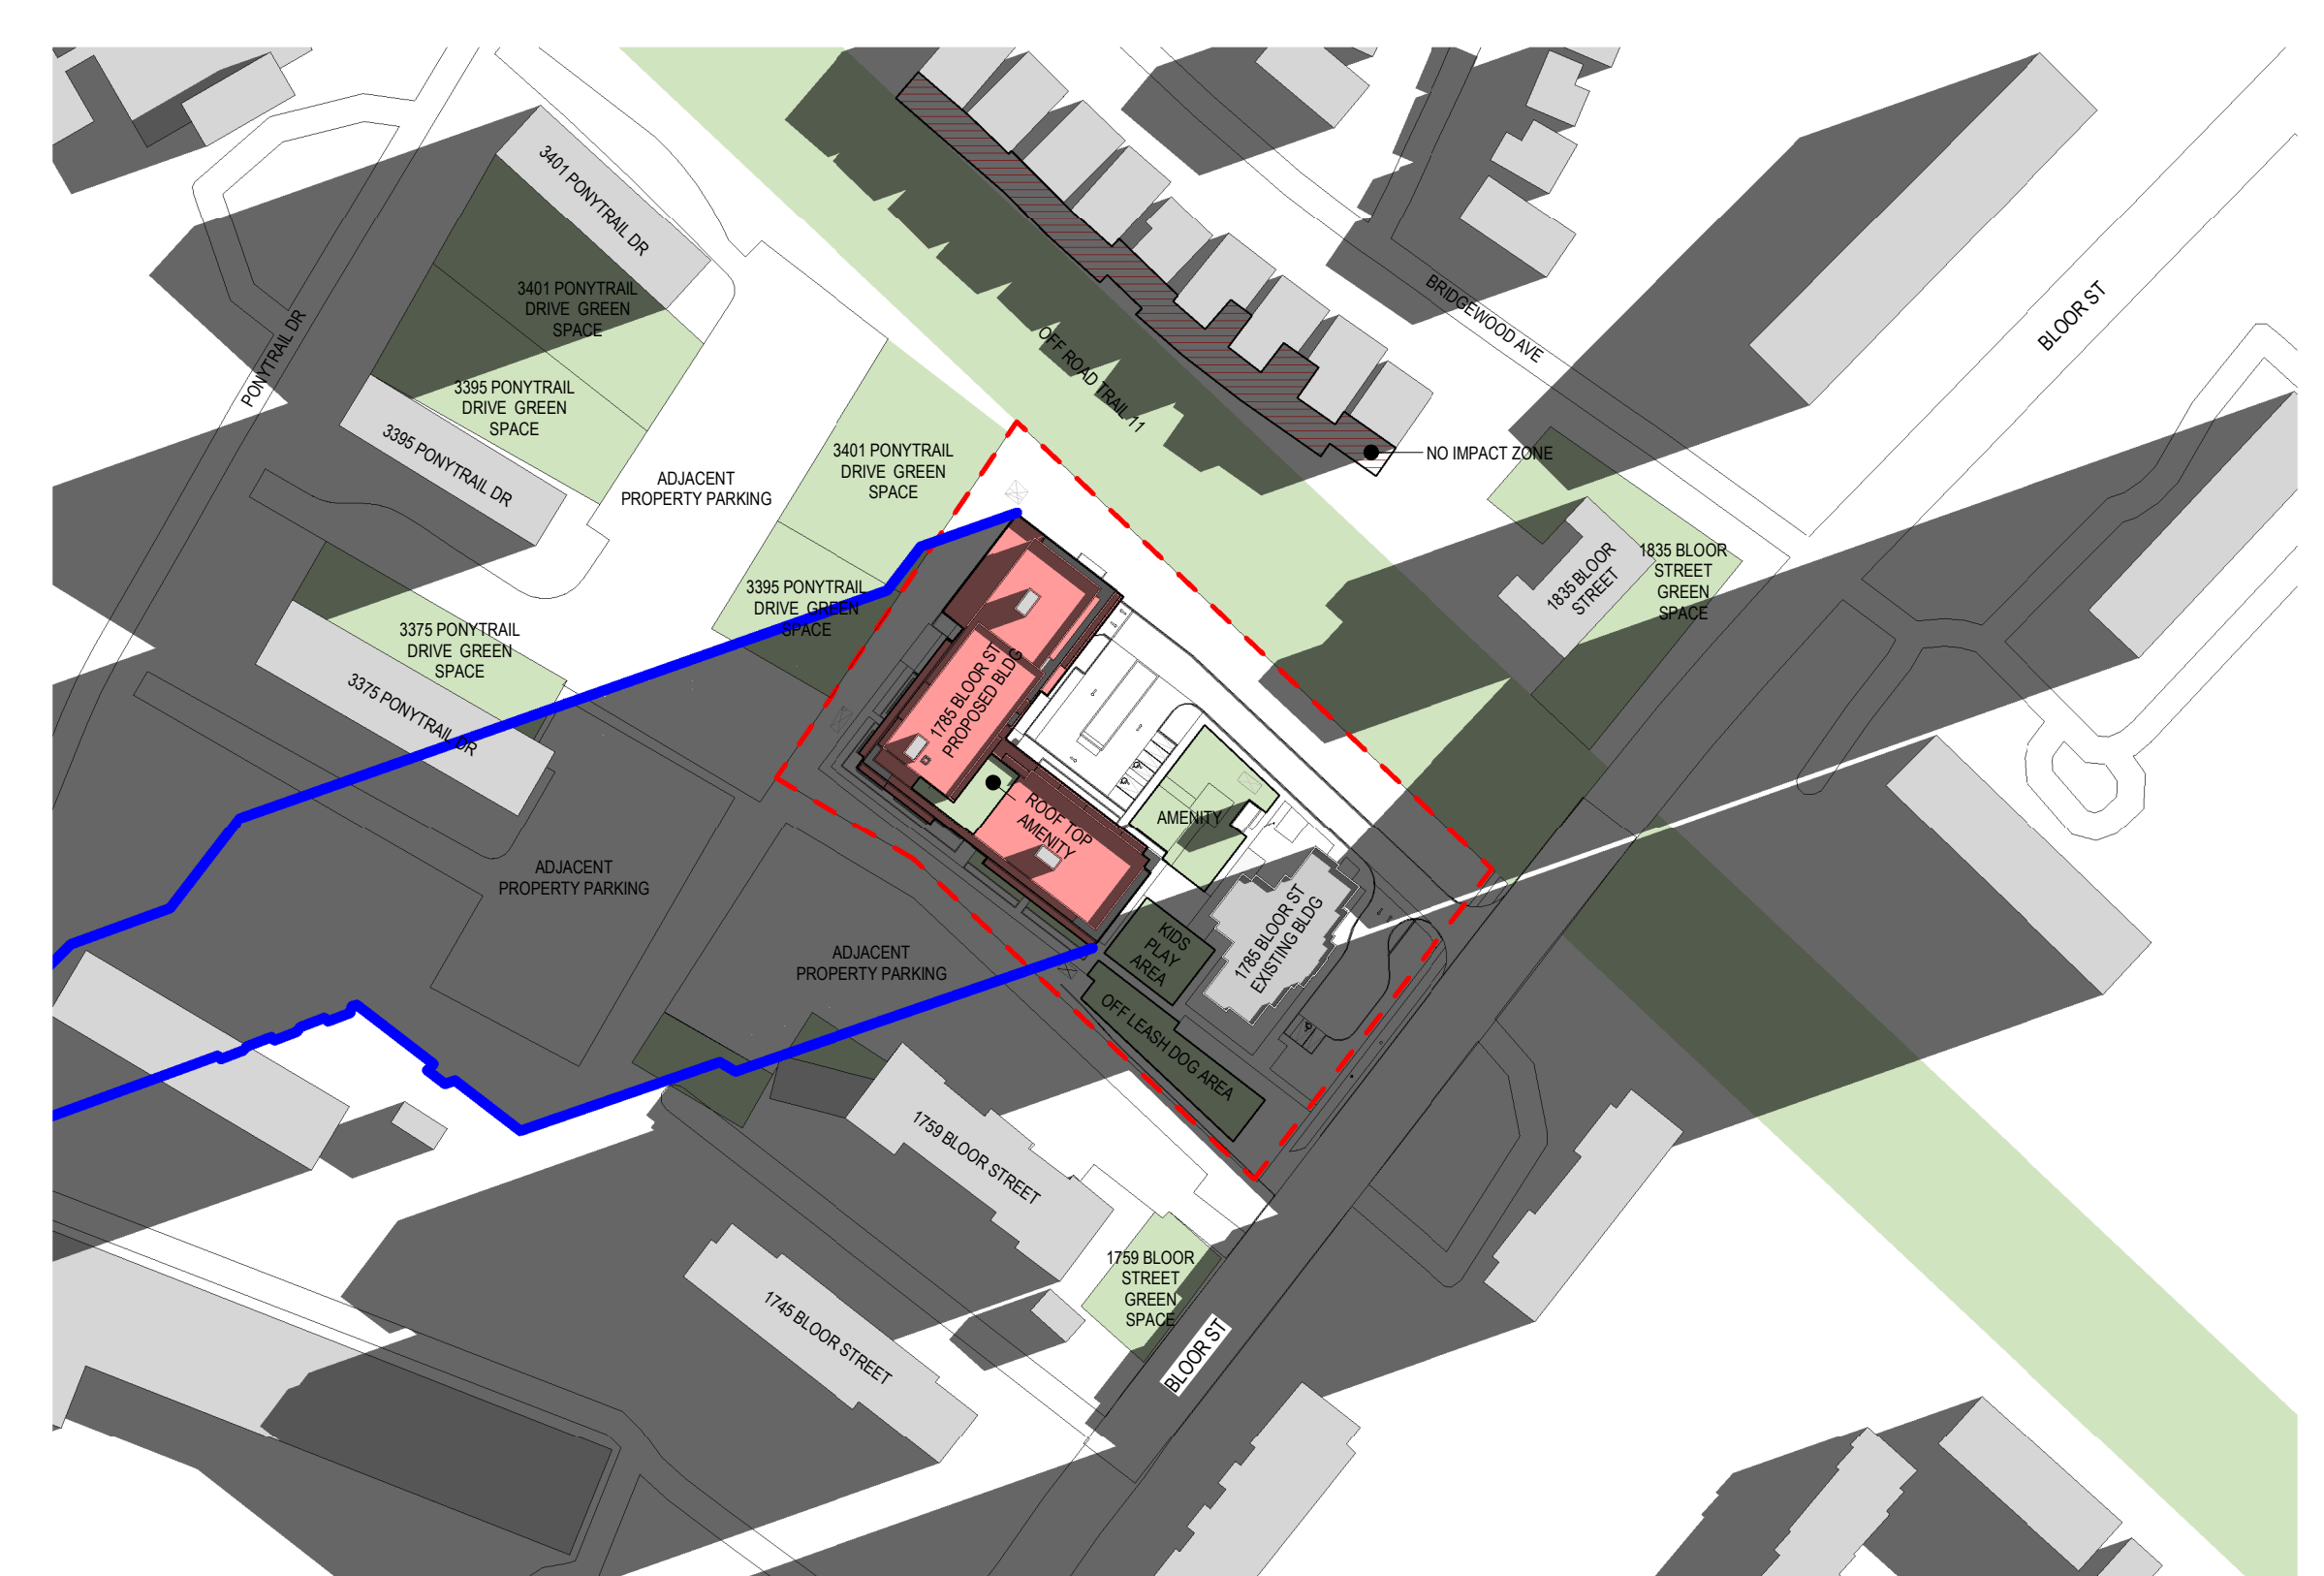 3401 PONYTRAIL DR
3401 PONYTRAIL
DRIVE GREEN
SPACE
PONYTRAIL DR
3395 PONYTRAIL
DRIVE GREEN
SPACE
3395 PONYTRAIL DR
ADJACENT
PROPERTY PARKING
3401 PONYTRAIL
DRIVE GREEN
SPACE
OFF ROAD TRAIL 11
BRIDGEWOOD AVE
BLOOR ST
NO IMPACT ZONE
3395 PONYTRAIL
DRIVE GREEN
SPACE
1835 BLOOR
STREET
1835 BLOOR
STREET
GREEN
SPACE
3375 PONYTRAIL
DRIVE GREEN
SPACE
3375 PONYTRAIL DR
1785 BLOOR ST
PROPOSED BLDG
ROOF TOP
AMENITY
AMENITY
ADJACENT
PROPERTY PARKING
ADJACENT
PROPERTY PARKING
KIDS
PLAY
AREA
1785 BLOOR ST
EXISTING BLDG
OFF LEASH DOG AREA
1759 BLOOR STREET
1759 BLOOR
STREET
GREEN
SPACE
1745 BLOOR STREET
BLOOR ST